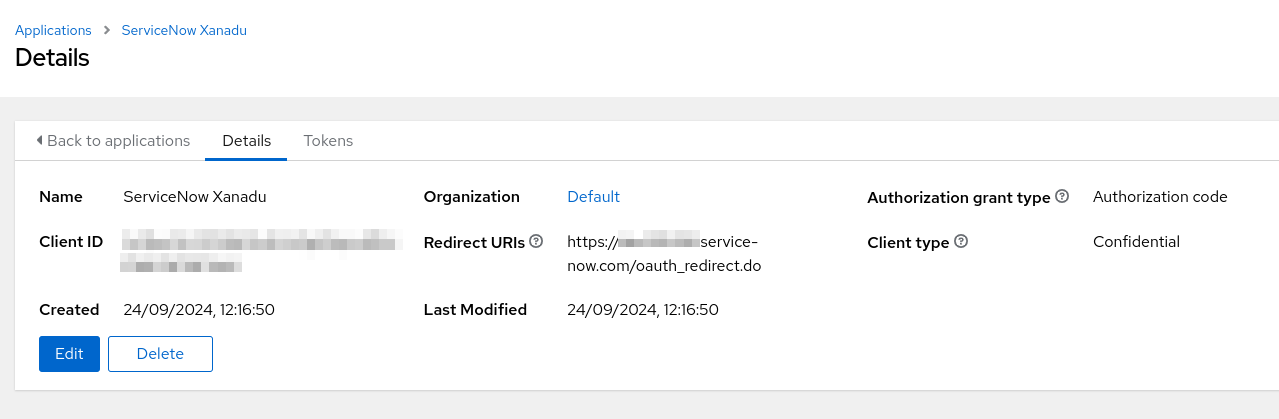 Applications > ServiceNow Xanadu
Details
Back to applications Details Tokens
Name ServiceNow Xanadu Organization Default Authorization grant type Authorization code
Client ID Redirect URIs https:// service-
now.com/oauth_redirect.do
Client type Confidential
Created 24/09/2024, 12:16:50 Last Modified 24/09/2024, 12:16:50
Edit Delete